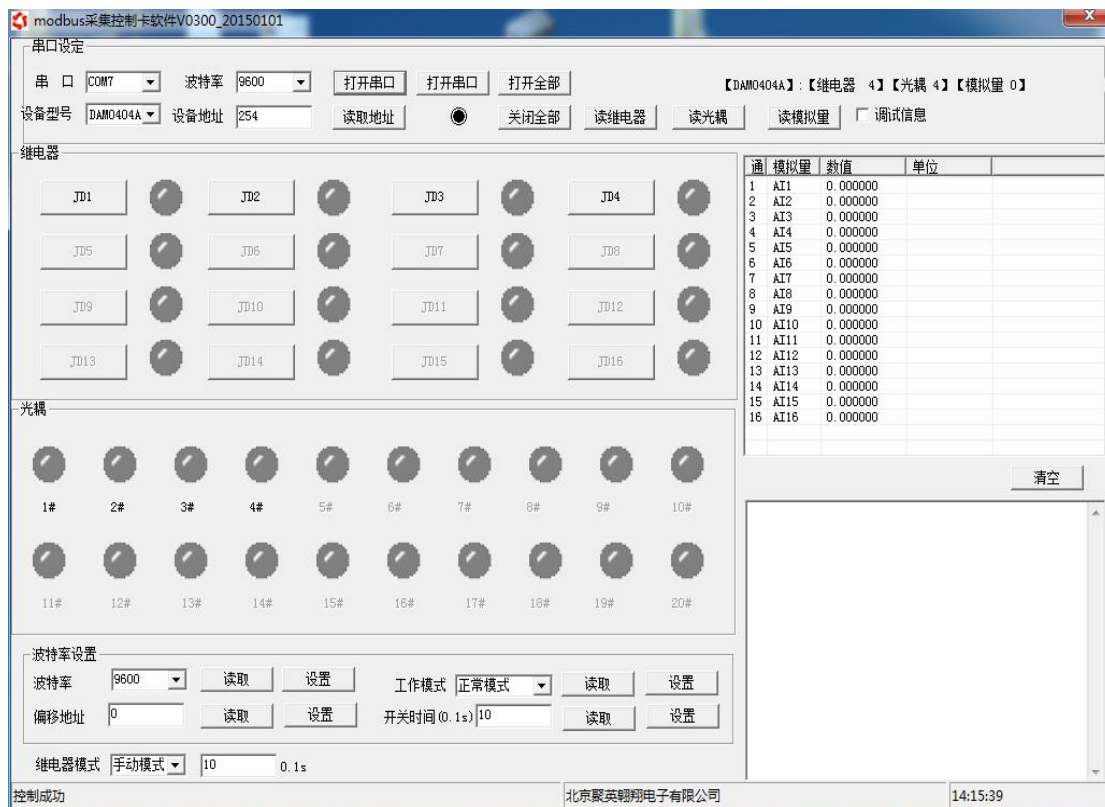 modbus采集控制卡软件V0300_20150101
串口设定
串 口 COM7 波特率 9600 打开串口 打开串口 打开全部 【DAM0404A】:【继电器 4】【光耦 4】【模拟量 0】
设备型号 DAM0404A 设备地址 254 读取地址 关闭全部 读继电器 读光耦 读模拟量 调试信息
继电器
JD1 JD2 JD3 JD4
JD5 JD6 JD7 JD8
JD9 JD10 JD11 JD12
JD13 JD14 JD15 JD16
通 模拟量 数值 单位
1 AI1 0.000000
2 AI2 0.000000
3 AI3 0.000000
4 AI4 0.000000
5 AI5 0.000000
6 AI6 0.000000
7 AI7 0.000000
8 AI8 0.000000
9 AI9 0.000000
10 AI10 0.000000
11 AI11 0.000000
12 AI12 0.000000
13 AI13 0.000000
14 AI14 0.000000
15 AI15 0.000000
16 AI16 0.000000
清空
光耦
1# 2# 3# 4# 5# 6# 7# 8# 9# 10#
11# 12# 13# 14# 15# 16# 17# 18# 19# 20#
波特率设置
波特率 9600 读取 设置 工作模式 正常模式 读取 设置
偏移地址 0 读取 设置 开关时间(0.1s) 10 读取 设置
继电器模式 手动模式 10 0.1s
控制成功 北京聚英翱翔电子有限公司 14:15:39